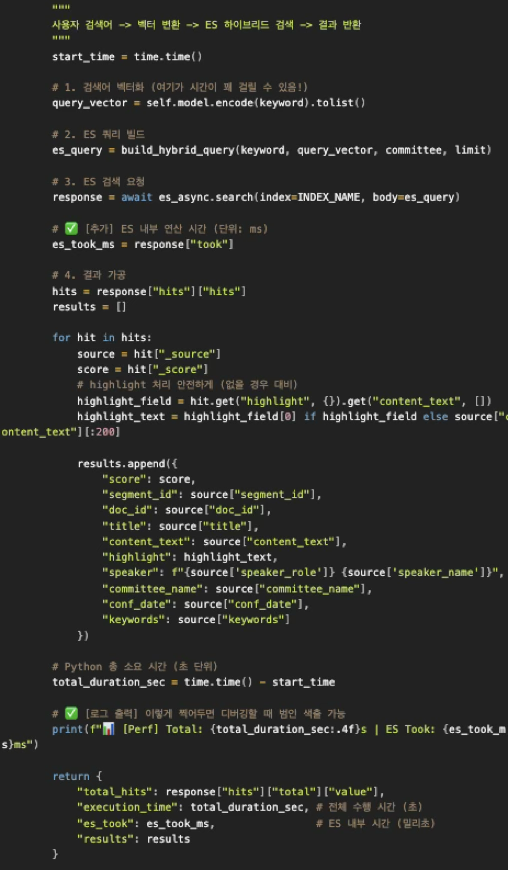 """
사용자 검색어 -> 벡터 변환 -> ES 하이브리드 검색 -> 결과 반환
"""
start_time = time.time()
# 1. 검색어 벡터화 (여기가 시간이 꽤 걸릴 수 있음!)
query_vector = self.model.encode(keyword).tolist()
# 2. ES 쿼리 빌드
es_query = build_hybrid_query(keyword, query_vector, committee, limit)
# 3. ES 검색 요청
response = await es_async.search(index=INDEX_NAME, body=es_query)
# ✅ [추가] ES 내부 연산 시간 (단위: ms)
es_took_ms = response["took"]
# 4. 결과 가공
hits = response["hits"]["hits"]
results = []
for hit in hits:
source = hit["_source"]
score = hit["_score"]
# highlight 처리 안전하게 (없을 경우 대비)
highlight_field = hit.get("highlight", {}).get("content_text", [])
highlight_text = highlight_field[0] if highlight_field else source["c
ontent_text"][:200]
results.append({
"score": score,
"segment_id": source["segment_id"],
"doc_id": source["doc_id"],
"title": source["title"],
"content_text": source["content_text"],
"highlight": highlight_text,
"speaker": f"{source['speaker_role']} {source['speaker_name']}",
"committee_name": source["committee_name"],
"conf_date": source["conf_date"],
"keywords": source["keywords"]
})
# Python 총 소요 시간 (초 단위)
total_duration_sec = time.time() - start_time
# ✅ [로그 출력] 이렇게 찍어두면 디버깅할 때 범인 색출 가능
print(f"📊 [Perf] Total: {total_duration_sec:.4f}s | ES Took: {es_took_m
s}ms")
return {
"total_hits": response["hits"]["total"]["value"],
"execution_time": total_duration_sec, # 전체 수행 시간 (초)
"es_took": es_took_ms, # ES 내부 시간 (밀리초)
"results": results
}